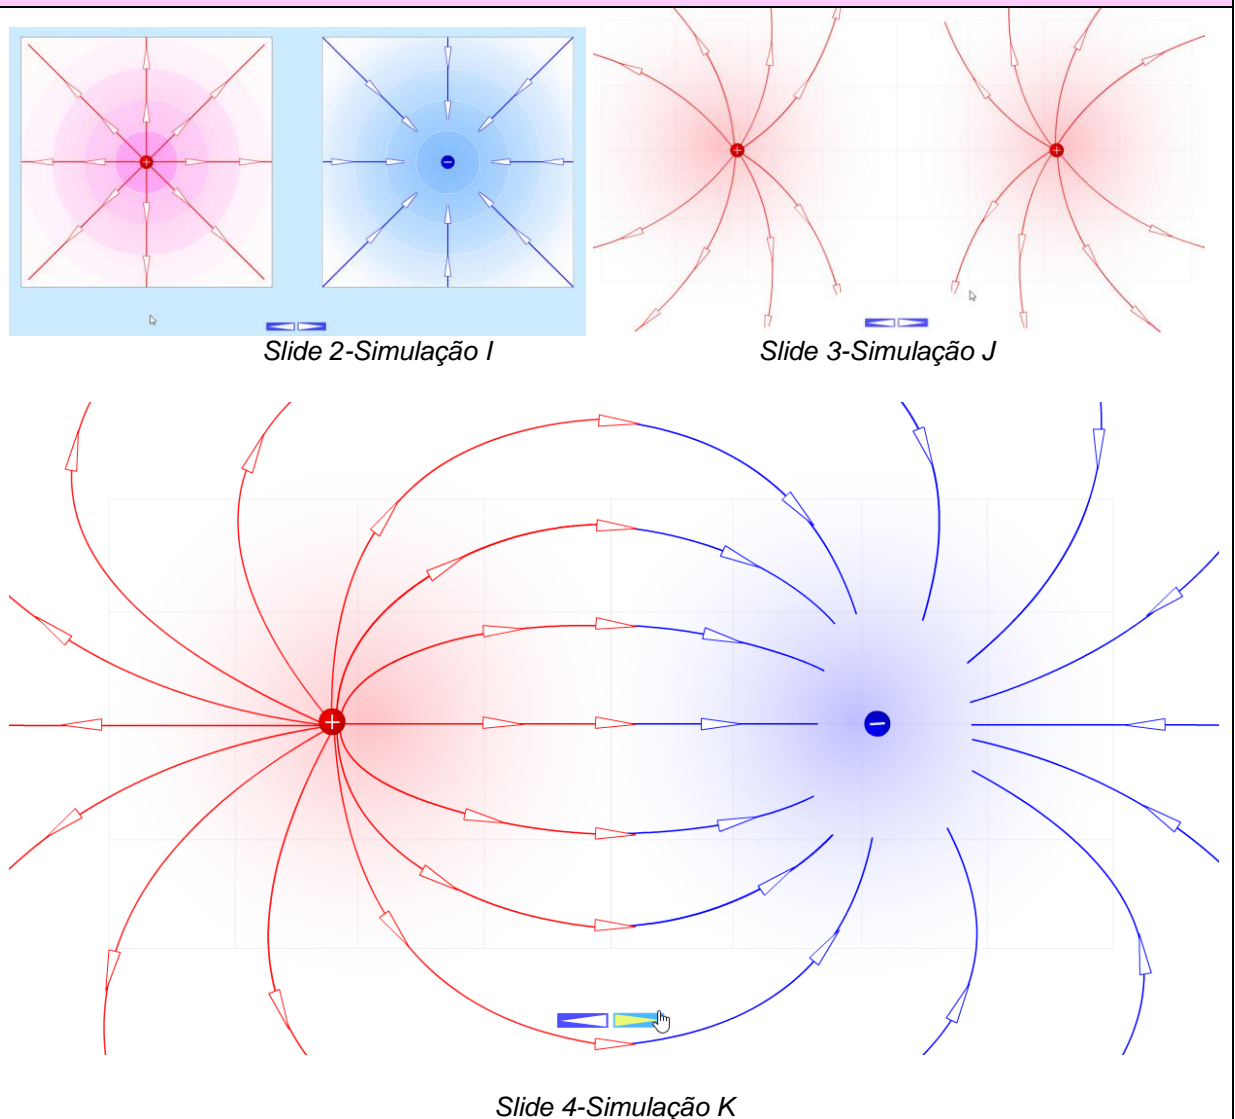 +
−
+
+
Slide 2-Simulação I
Slide 3-Simulação J
+
−
Slide 4-Simulação K